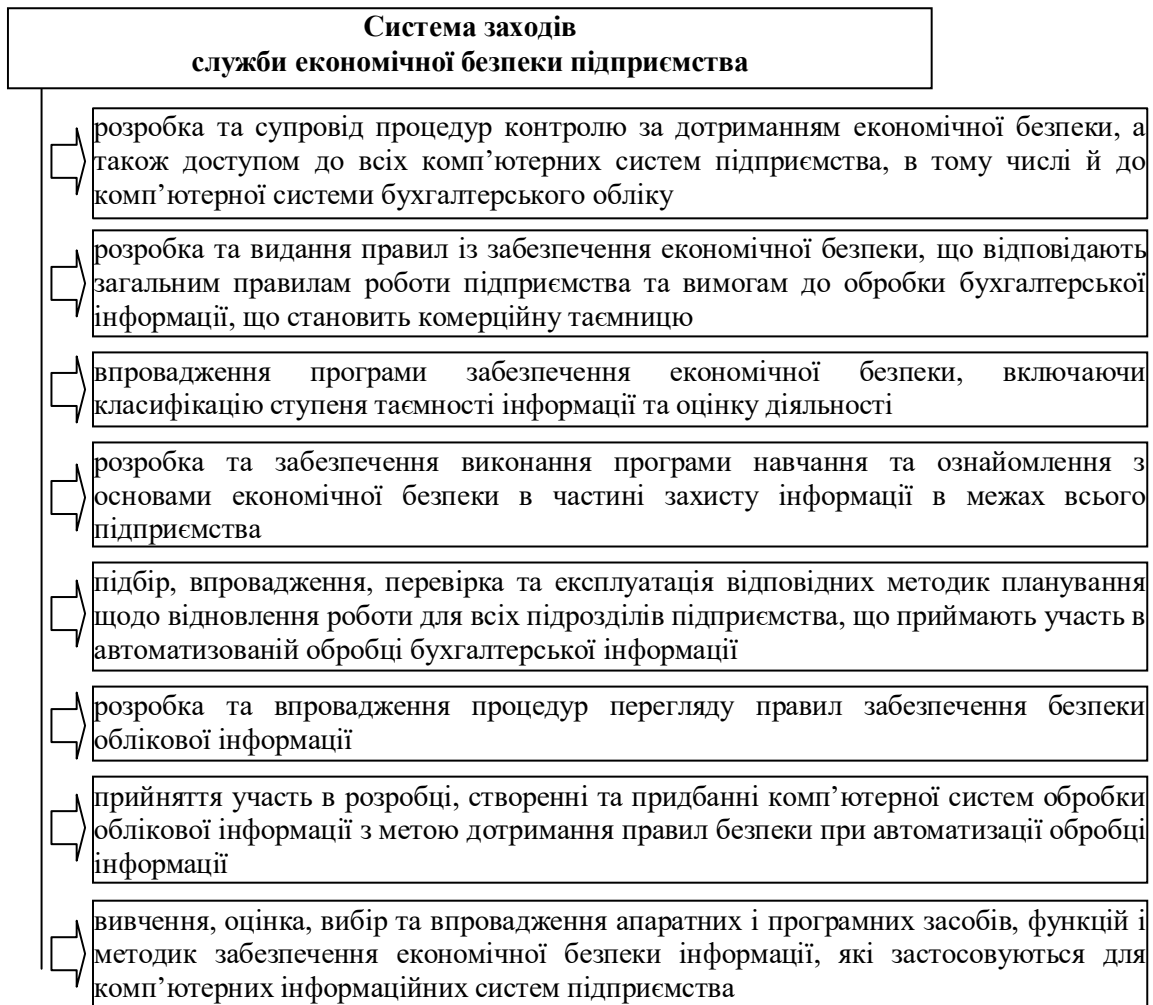 Система заходів
служби економічної безпеки підприємства
розробка та супровід процедур контролю за дотриманням економічної безпеки, а
також доступом до всіх комп’ютерних систем підприємства, в тому числі й до
комп’ютерної системи бухгалтерського обліку
розробка та видання правил із забезпечення економічної безпеки, що відповідають
загальним правилам роботи підприємства та вимогам до обробки бухгалтерської
інформації, що становить комерційну таємницю
впровадження програми забезпечення економічної безпеки, включаючи
класифікацію ступеня таємності інформації та оцінку діяльності
розробка та забезпечення виконання програми навчання та ознайомлення з
основами економічної безпеки в частині захисту інформації в межах всього
підприємства
підбір, впровадження, перевірка та експлуатація відповідних методик планування
щодо відновлення роботи для всіх підрозділів підприємства, що приймають участь в
автоматизованій обробці бухгалтерської інформації
розробка та впровадження процедур перегляду правил забезпечення безпеки
облікової інформації
прийняття участь в розробці, створенні та придбанні комп’ютерної систем обробки
облікової інформації з метою дотримання правил безпеки при автоматизації обробці
інформації
вивчення, оцінка, вибір та впровадження апаратних і програмних засобів, функцій і
методик забезпечення економічної безпеки інформації, які застосовуються для
комп’ютерних інформаційних систем підприємства